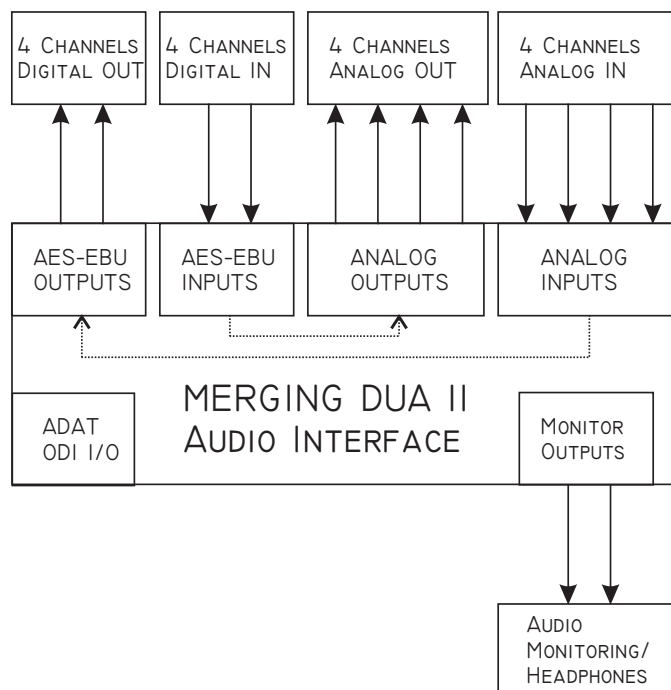 4 CHANNELS
DIGITAL OUT
4 CHANNELS
DIGITAL IN
4 CHANNELS
ANALOG OUT
4 CHANNELS
ANALOG IN
AES-EBU
OUTPUTS
AES-EBU
INPUTS
ANALOG
OUTPUTS
ANALOG
INPUTS
ADAT
ODI I/O
MERGING DUA II
AUDIO INTERFACE
MONITOR
OUTPUTS
AUDIO
MONITORING/
HEADPHONES